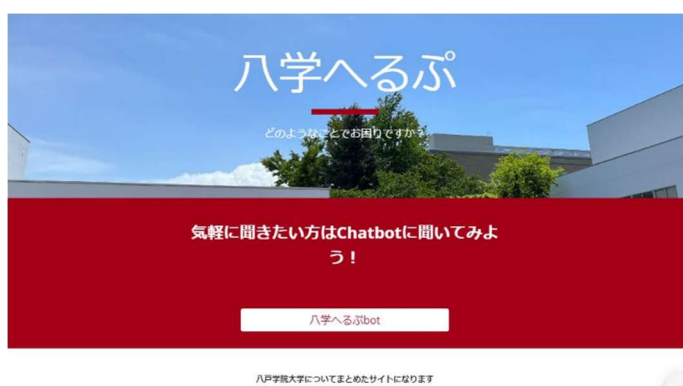 八学へるぷ
どのようなことでお困りですか？
気軽に聞きたい方はChatbotに聞いてみよ
う！
八学へるぷbot
八戸学院大学についてまとめたサイトになります